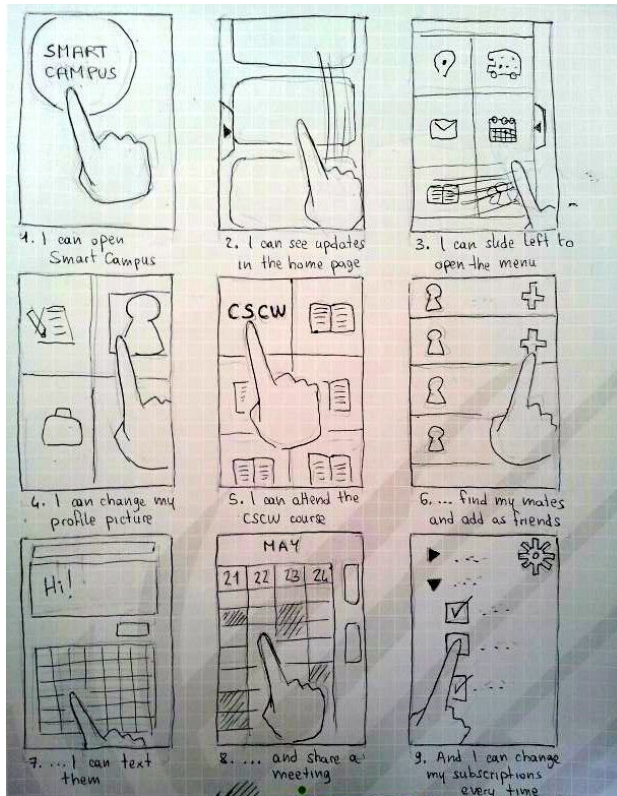 SMART
CAMPUS
1. I can open
Smart Campus
2. I can see updates
in the home page
3. I can slide left to
open the menu
4. I can change my
profile picture
CSCW
5. I can attend the
CSCW course
6. ... find my mates
and add as friends
Hi!
7. ... I can text
them
MAY
21 22 23 24
8. .... and share a
meeting
9. And I can change
my subscriptions
every time